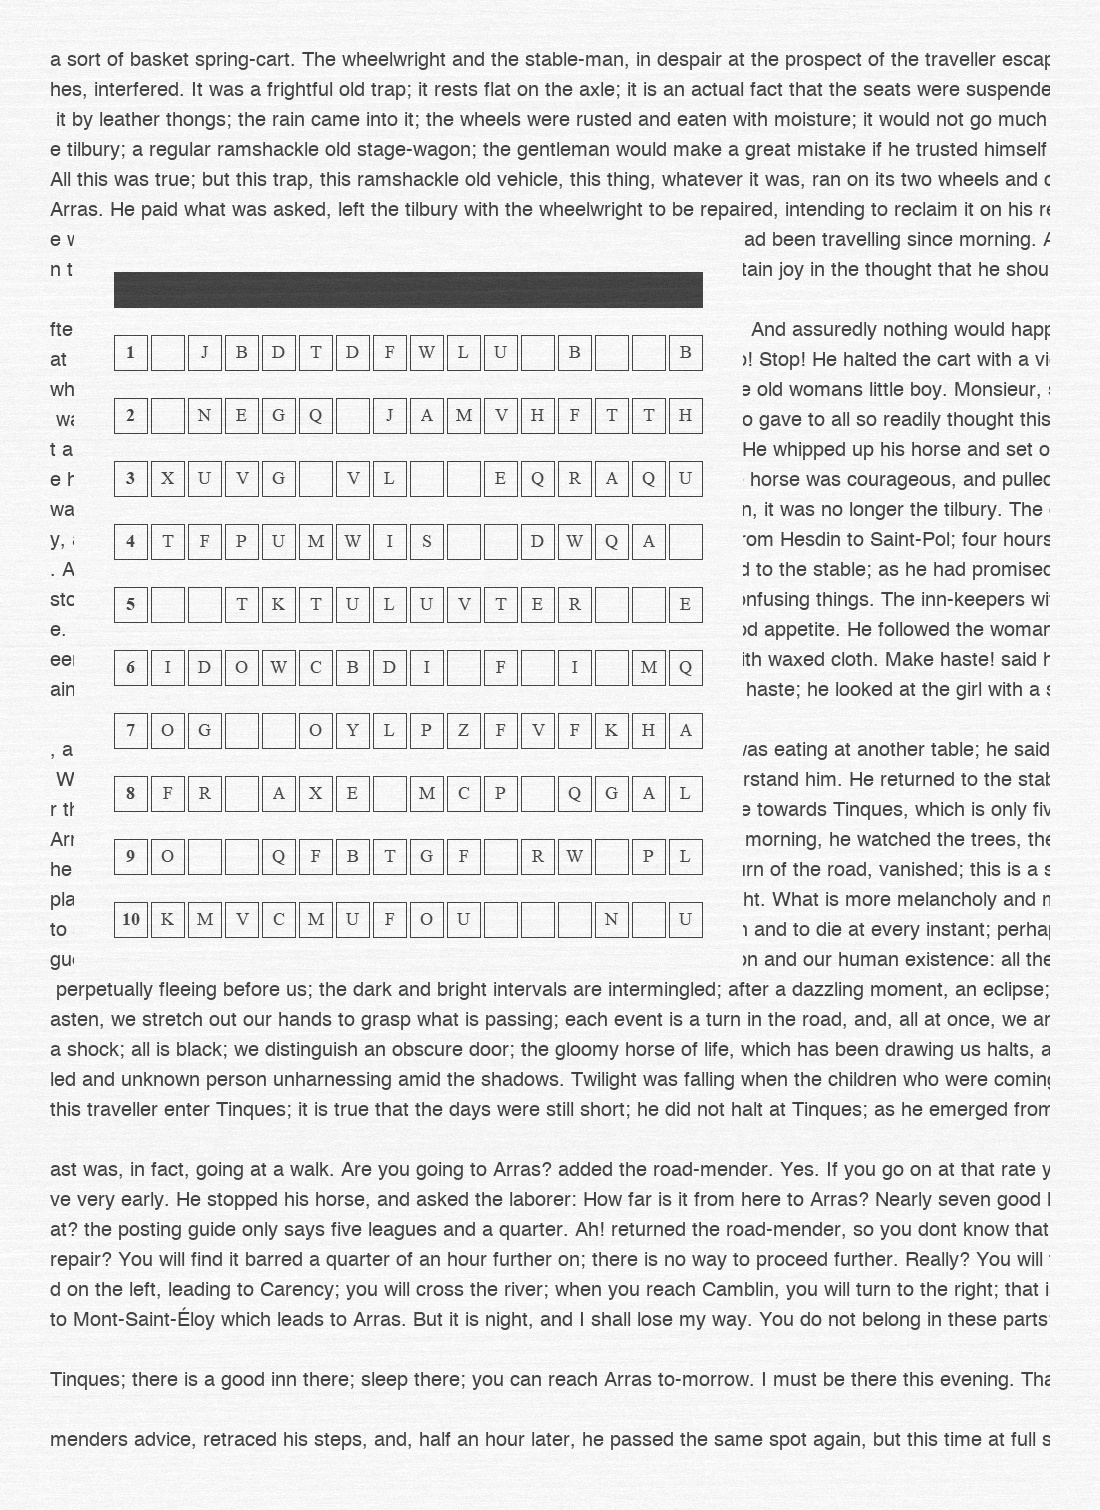 a sort of basket spring-cart. The wheelwright and the stable-man, in despair at the prospect of the traveller escap
hes, interfered. It was a frightful old trap; it rests flat on the axle; it is an actual fact that the seats were suspende
it by leather thongs; the rain came into it; the wheels were rusted and eaten with moisture; it would not go much
e tilbury; a regular ramshackle old stage-wagon; the gentleman would make a great mistake if he trusted himself
All this was true; but this trap, this ramshackle old vehicle, this thing, whatever it was, ran on its two wheels and
Arras. He paid what was asked, left the tilbury with the wheelwright to be repaired, intending to reclaim it on his re
e
n t
fte
at
wh
wa
t a
e h
wa
y,
. A
sto
e.
eer
ain
, a
W
r th
Arr
he
pla
to
gue
1 J B D T D F W L U B B
2 N E G Q J A M V H F T T H
3 X U V G V L E Q R A Q U
4 T F P U M W I S D W Q A
5 T K T U L U V T E R E
6 I D O W C B D I F I M Q
7 O G O Y L P Z F V F K H A
8 F R A X E M C P Q G A L
9 O Q F B T G F R W P L
10 K M V C M U F O U N U
ad been travelling since morning. A
tain joy in the thought that he shou
And assuredly nothing would happ
! Stop! He halted the cart with a vi
e old womans little boy. Monsieur,
o gave to all so readily thought this
He whipped up his horse and set o
horse was courageous, and pulled
n, it was no longer the tilbury. The
rom Hesdin to Saint-Pol; four hours
d to the stable; as he had promised
onfusing things. The inn-keepers wi
od appetite. He followed the woman
ith waxed cloth. Make haste! said h
haste; he looked at the girl with a s
was eating at another table; he said
rstand him. He returned to the stab
e towards Tinques, which is only fiv
morning, he watched the trees, the
urn of the road, vanished; this is a s
ht. What is more melancholy and m
n and to die at every instant; perhap
on and our human existence: all the
perpetually fleeing before us; the dark and bright intervals are intermingled; after a dazzling moment, an eclipse;
asten, we stretch out our hands to grasp what is passing; each event is a turn in the road, and, all at once, we ar
a shock; all is black; we distinguish an obscure door; the gloomy horse of life, which has been drawing us halts, a
led and unknown person unharnessing amid the shadows. Twilight was falling when the children who were coming
this traveller enter Tinques; it is true that the days were still short; he did not halt at Tinques; as he emerged from
ast was, in fact, going at a walk. Are you going to Arras? added the road-mender. Yes. If you go on at that rate y
ve very early. He stopped his horse, and asked the laborer: How far is it from here to Arras? Nearly seven good l
at? the posting guide only says five leagues and a quarter. Ah! returned the road-mender, so you dont know that
repair? You will find it barred a quarter of an hour further on; there is no way to proceed further. Really? You will
d on the left, leading to Carency; you will cross the river; when you reach Camblin, you will turn to the right; that i
to Mont-Saint-Éloy which leads to Arras. But it is night, and I shall lose my way. You do not belong in these parts
Tinques; there is a good inn there; sleep there; you can reach Arras to-morrow. I must be there this evening. Tha
menders advice, retraced his steps, and, half an hour later, he passed the same spot again, but this time at full s